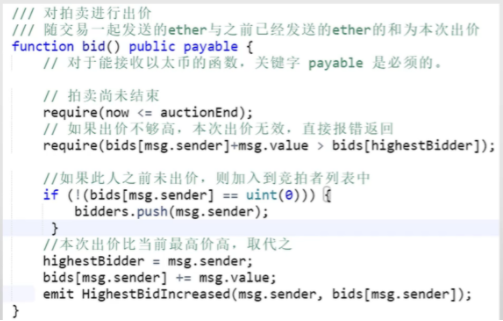 /// 对拍卖进行出价
/// 随交易一起发送的ether与之前已经发送的ether的和为本次出价
function bid() public payable {
// 对于能接收以太币的函数，关键字 payable 是必须的。
// 拍卖尚未结束
require(now <= auctionEnd);
// 如果出价不够高，本次出价无效，直接报错返回
require(bids[msg.sender]+msg.value > bids[highestBidder]);
//如果此人之前未出价，则加入到竞拍者列表中
if (!(bids[msg.sender] == uint(0))) {
bidders.push(msg.sender);
}
//本次出价比当前最高价高，取代之
highestBidder = msg.sender;
bids[msg.sender] += msg.value;
emit HighestBidIncreased(msg.sender, bids[msg.sender]);
}